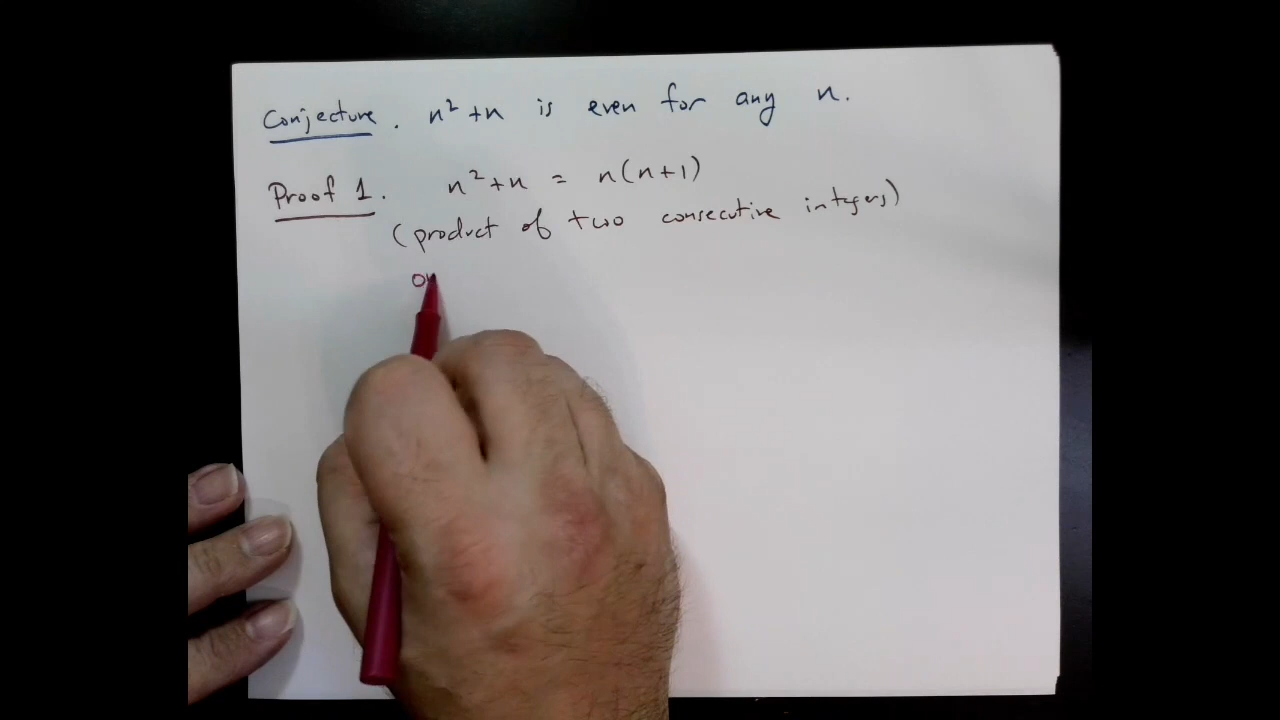 Conjecture. n²+n is even for any n.
Proof 1. n²+n = n(n+1)
(product of two consecutive integers)